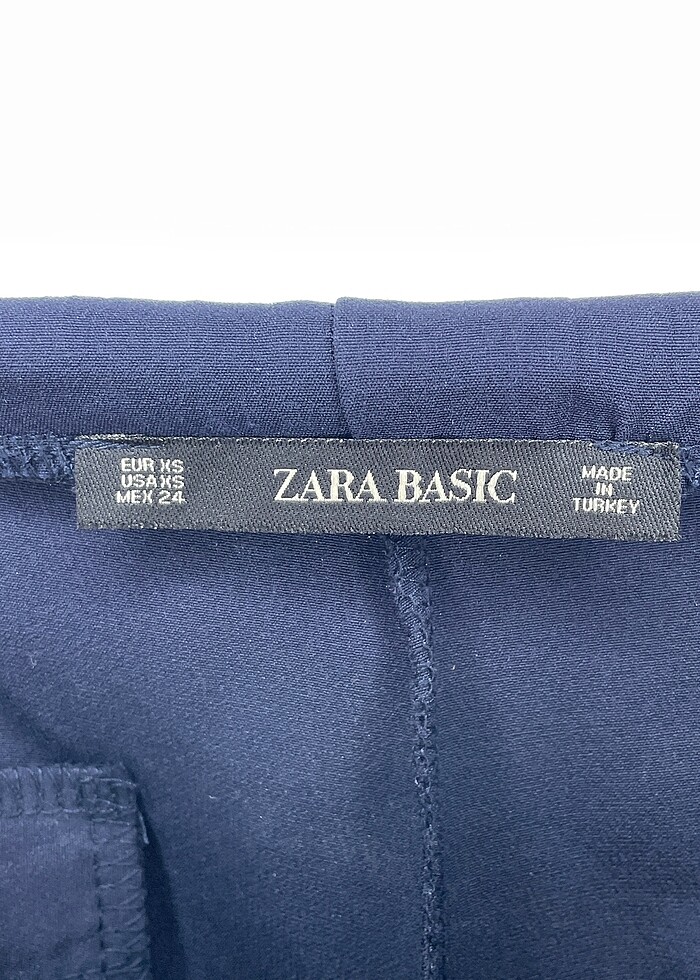 EUR XS
USA XS
MEX 24
ZARA BASIC
MADE
IN
TURKEY